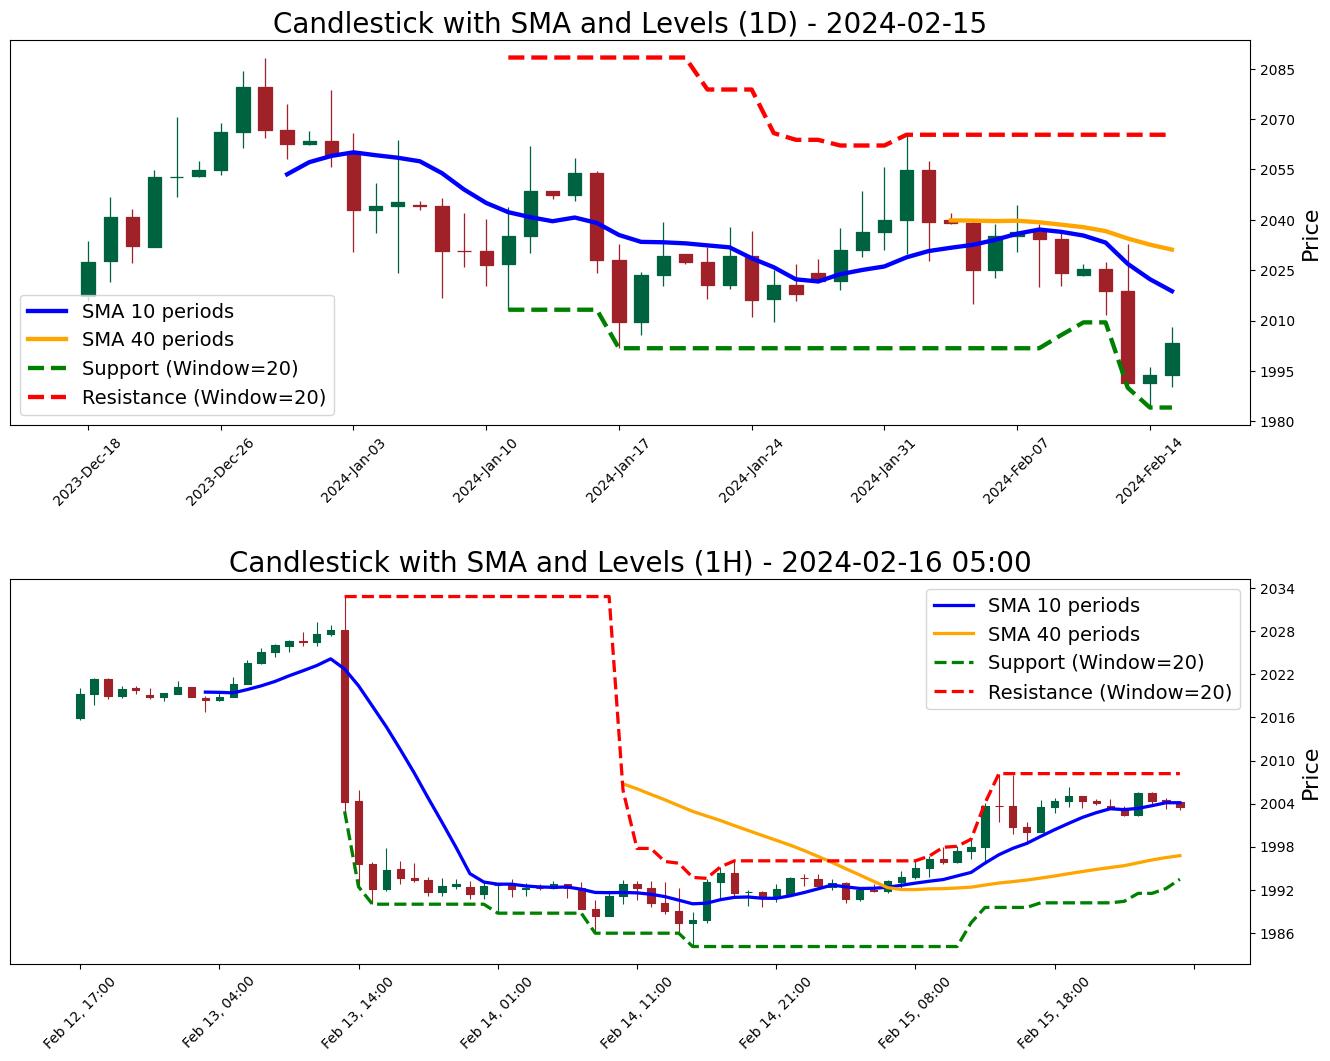 Candlestick with SMA and Levels (1D) - 2024-02-15
2085
2070
2055
2040
2025
2010
1995
1980
Price
SMA 10 periods
SMA 40 periods
Support (Window=20)
Resistance (Window=20)
2023-Dec-18
2023-Dec-26
2024-Jan-03
2024-Jan-10
2024-Jan-17
2024-Jan-24
2024-Jan-31
2024-Feb-07
2024-Feb-14
Candlestick with SMA and Levels (1H) - 2024-02-16 05:00
SMA 10 periods
SMA 40 periods
Support (Window=20)
Resistance (Window=20)
2034
2028
2022
2016
2010
2004
1998
1992
1986
Price
Feb 12, 17:00
Feb 13, 04:00
Feb 13, 14:00
Feb 14, 01:00
Feb 14, 11:00
Feb 14, 21:00
Feb 15, 08:00
Feb 15, 18:00